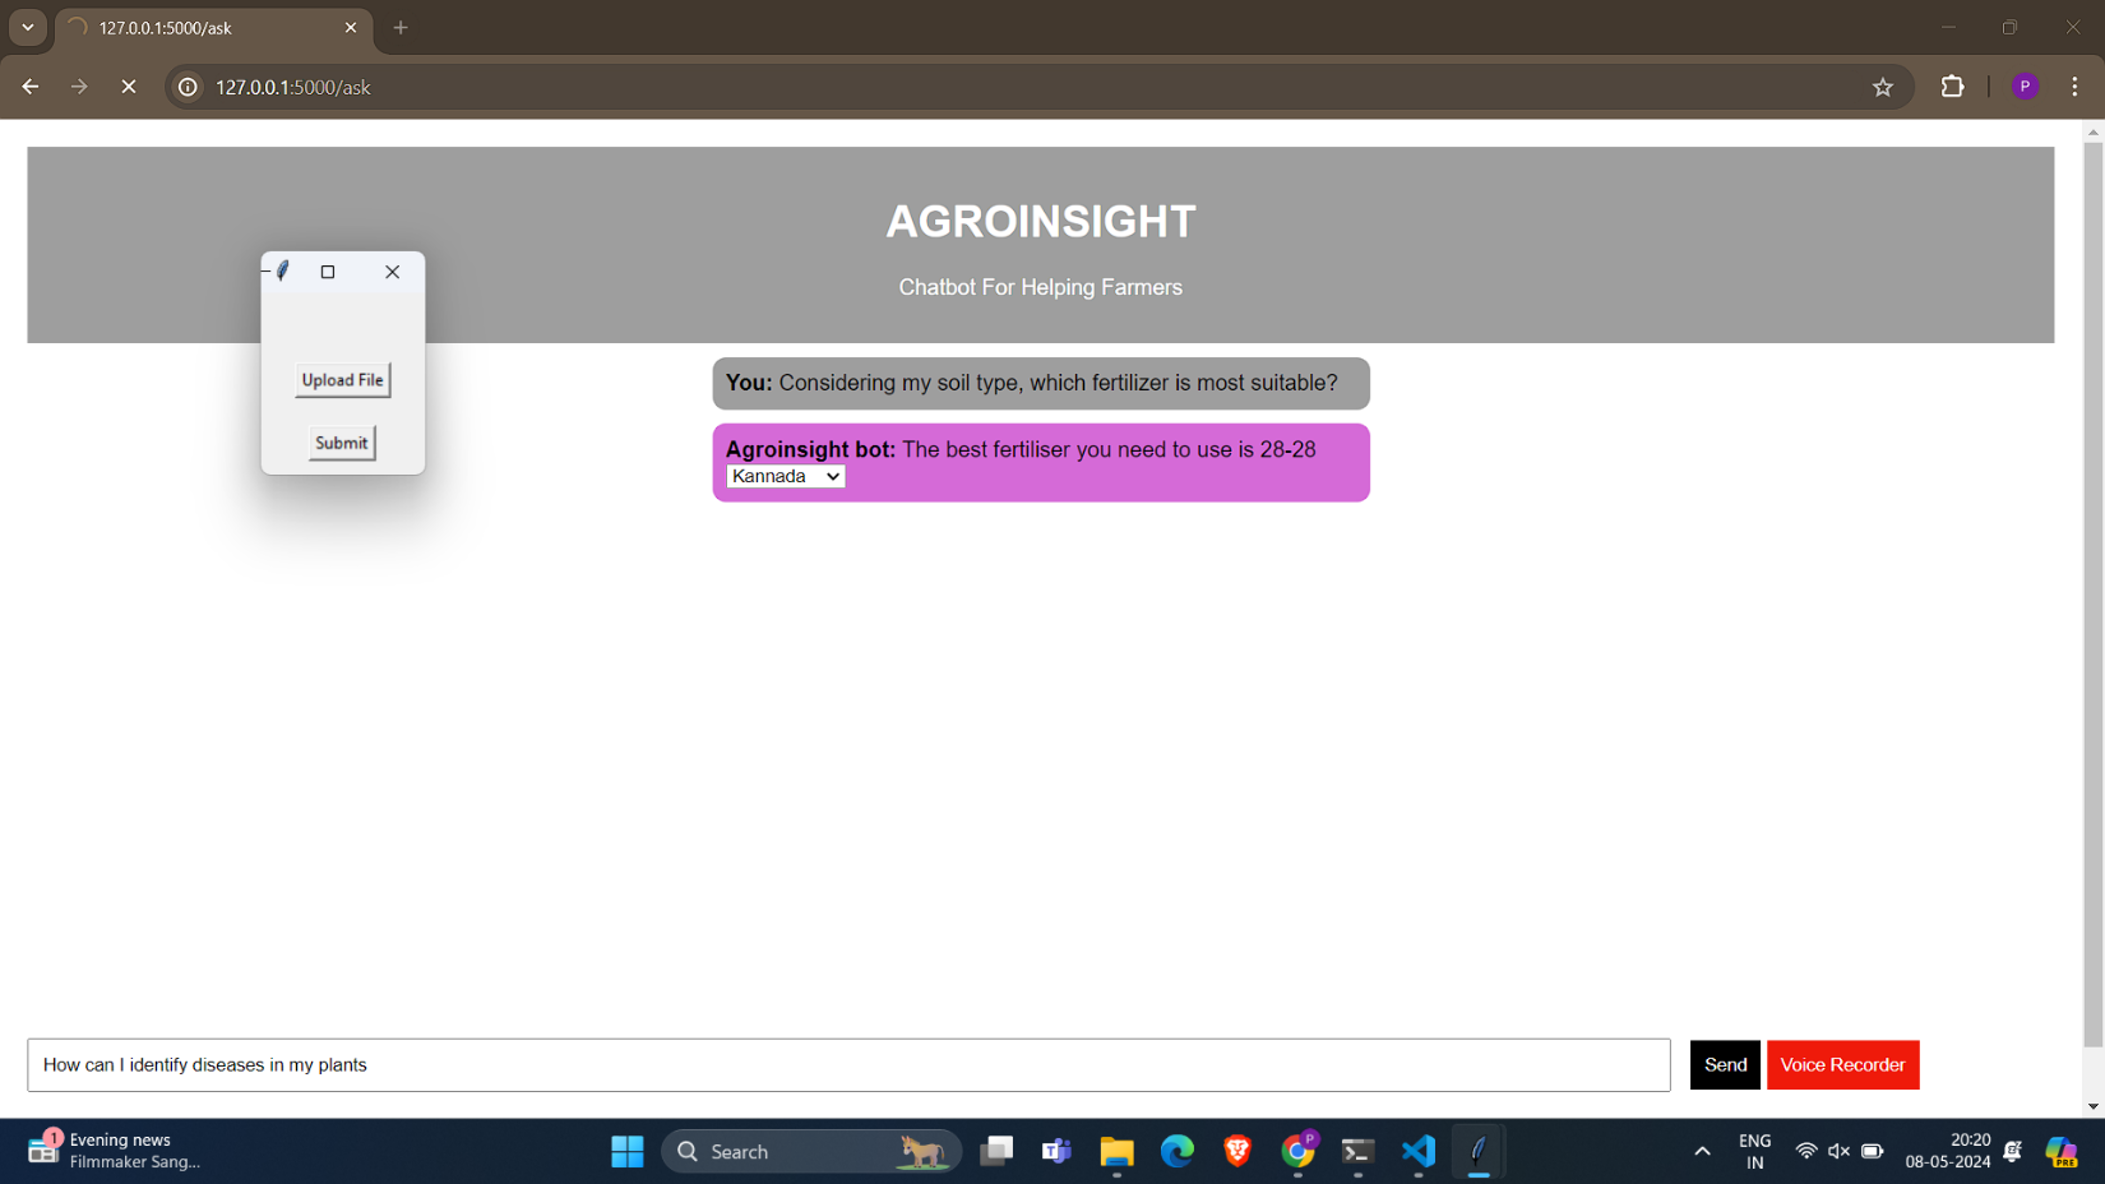 127.0.0.1:5000/ask
127.0.0.1:5000/ask
P
AGROINSIGHT
Chatbot For Helping Farmers
Upload File
Submit
You: Considering my soil type, which fertilizer is most suitable?
Agroinsight bot: The best fertiliser you need to use is 28-28
Kannada
How can I identify diseases in my plants
Send
Voice Recorder
1
Evening news
Filmmaker Sang...
Search
P
ENG
IN
20:20
08-05-2024
PRE